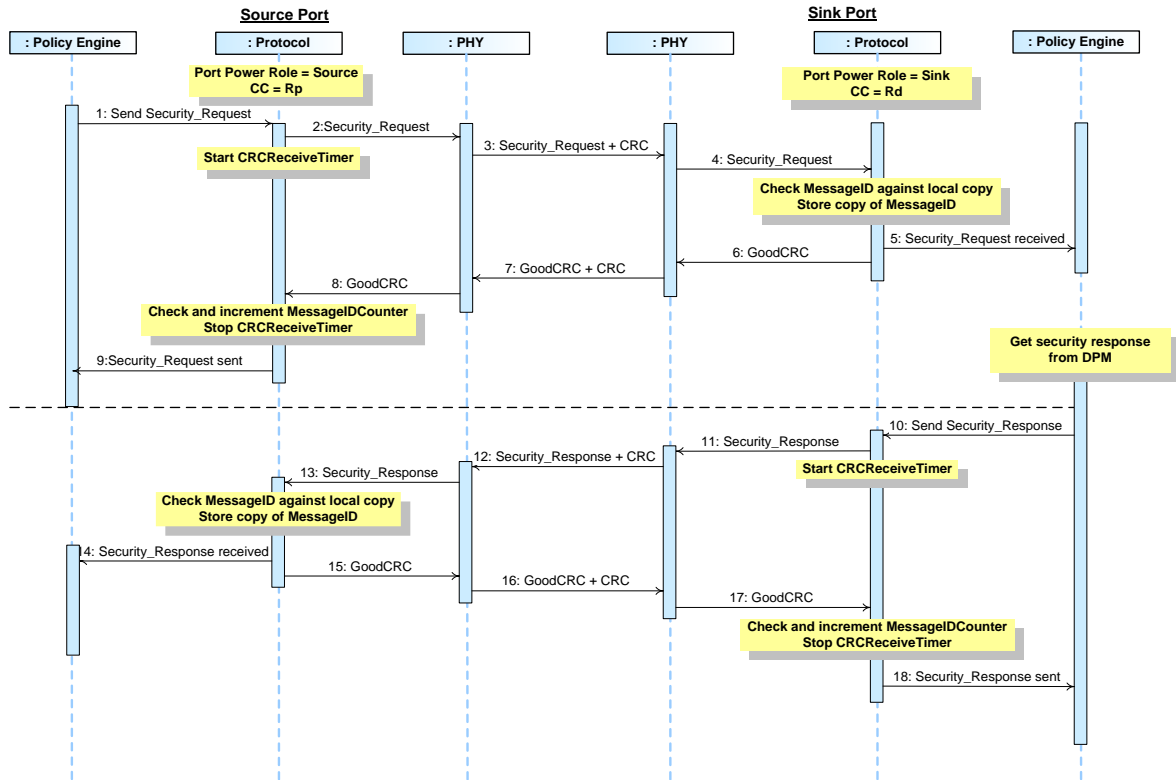 Source Port
Sink Port
: Policy Engine
: Protocol
: PHY
: PHY
: Protocol
: Policy Engine
Port Power Role = Source
CC = Rp
Port Power Role = Sink
CC = Rd
1: Send Security_Request
2:Security_Request
Start CRCReceiveTimer
3: Security_Request + CRC
4: Security_Request
Check MessageID against local copy
Store copy of MessageID
5: Security_Request received
6: GoodCRC
7: GoodCRC + CRC
8: GoodCRC
Check and increment MessageIDCounter
Stop CRCReceiveTimer
Get security response
from DPM
9:Security_Request sent
10: Send Security_Response
11: Security_Response
Start CRCReceiveTimer
12: Security_Response + CRC
13: Security_Response
Check MessageID against local copy
Store copy of MessageID
14: Security_Response received
15: GoodCRC
16: GoodCRC + CRC
17: GoodCRC
Check and increment MessageIDCounter
Stop CRCReceiveTimer
18: Security_Response sent